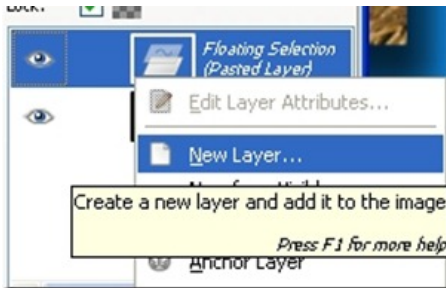 Lock:
Floating Selection
(Pasted Layer)
Edit Layer Attributes...
New Layer...
Create a new layer and add it to the image
Press F1 for more help
Anchor Layer